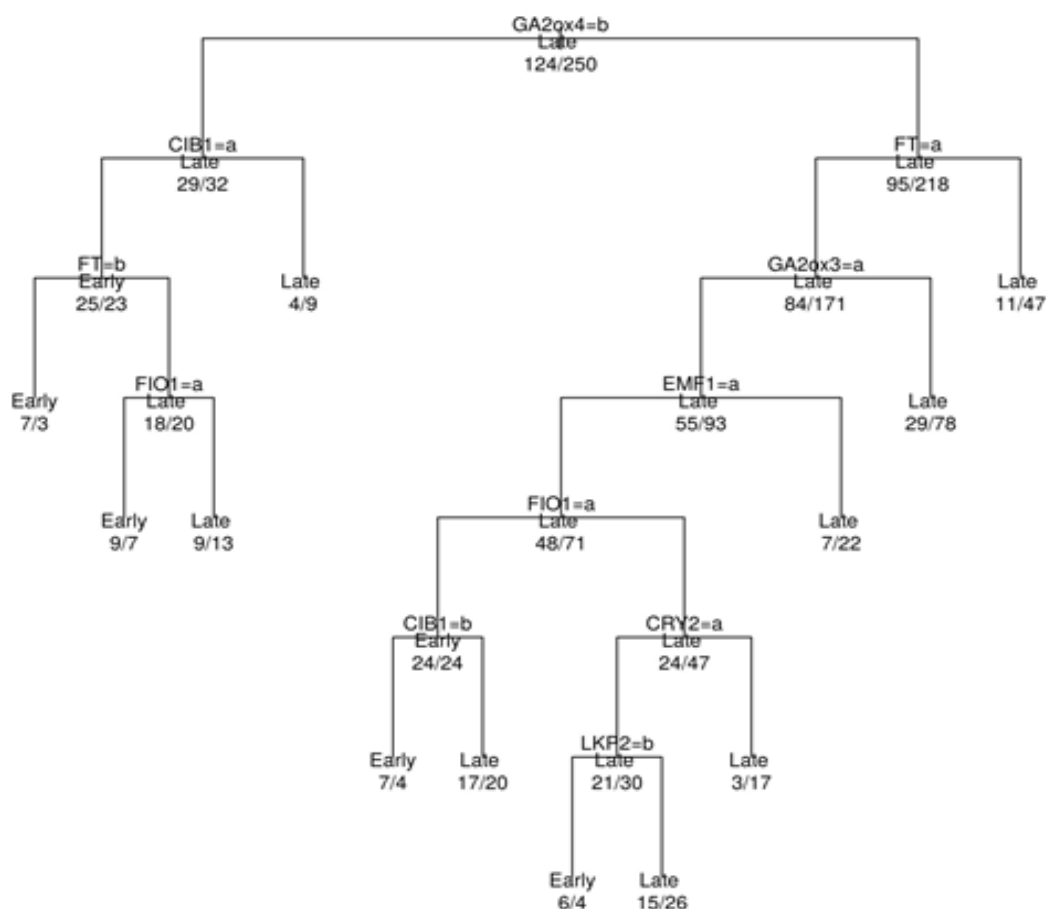 GA2ox4=b
Late
124/250
CIB1=a
Late
29/32
FT=a
Late
95/218
FT=b
Early
25/23
Late
4/9
GA2ox3=a
Late
84/171
Late
11/47
Early
7/3
FIO1=a
Late
18/20
EMF1=a
Late
55/93
Late
29/78
Early
9/7
Late
9/13
FIO1=a
Late
48/71
Late
7/22
CIB1=b
Early
24/24
CRY2=a
Late
24/47
Early
7/4
Late
17/20
LKP2=b
Late
21/30
Late
3/17
Early
6/4
Late
15/26